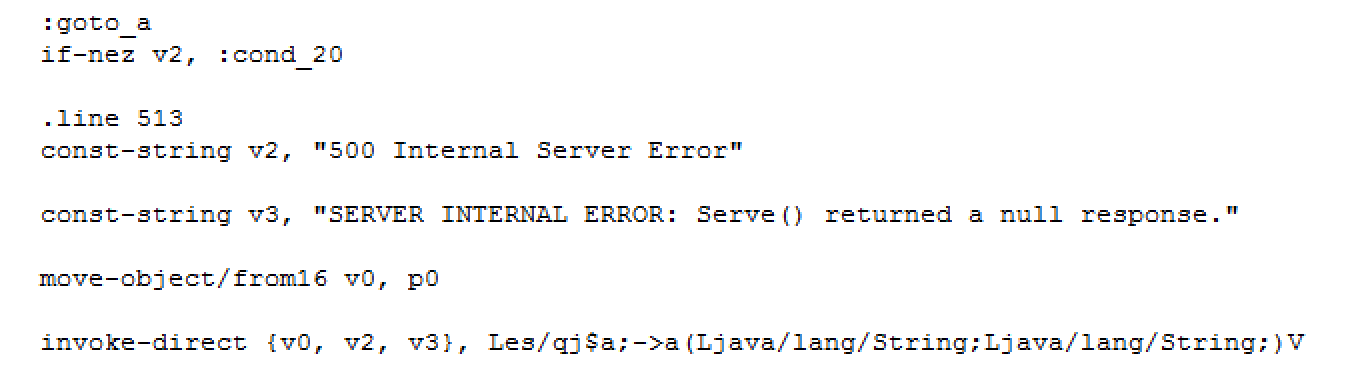 :goto_a
if-nez v2, :cond_20
.line 513
const-string v2, "500 Internal Server Error"
const-string v3, "SERVER INTERNAL ERROR: Serve() returned a null response."
move-object/from16 v0, p0
invoke-direct {v0, v2, v3}, Les/qj$a;->a(Ljava/lang/String;Ljava/lang/String;)V